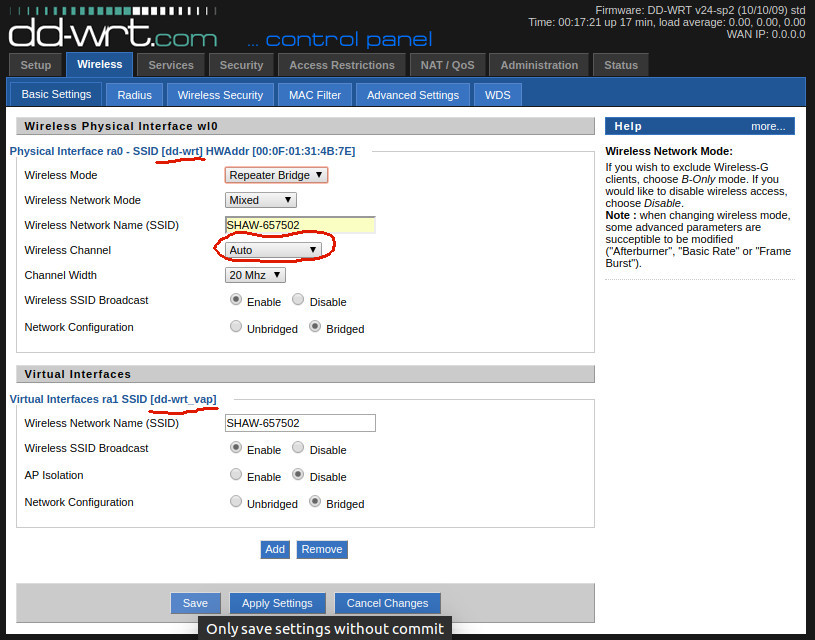 dd-wrt.com ... control panel
Firmware: DD-WRT v24-sp2 (10/10/09) std
Time: 00:17:21 up 17 min, load average: 0.00, 0.00, 0.00
WAN IP: 0.0.0.0
Setup Wireless Services Security Access Restrictions NAT / QoS Administration Status
Basic Settings Radius Wireless Security MAC Filter Advanced Settings WDS
Wireless Physical Interface wl0
Physical Interface ra0 - SSID [dd-wrt] HWAddr [00:0F:01:31:4B:7E]
Wireless Mode Repeater Bridge
Wireless Network Mode Mixed
Wireless Network Name (SSID) SHAW-657502
Wireless Channel Auto
Channel Width 20 Mhz
Wireless SSID Broadcast Enable Disable
Network Configuration Unbridged Bridged
Virtual Interfaces
Virtual Interfaces ra1 SSID [dd-wrt_vap]
Wireless Network Name (SSID) SHAW-657502
Wireless SSID Broadcast Enable Disable
AP Isolation Enable Disable
Network Configuration Unbridged Bridged
Add Remove
Save Apply Settings Cancel Changes
Only save settings without commit
Help more...
Wireless Network Mode:
If you wish to exclude Wireless-G
clients, choose B-Only mode. If you
would like to disable wireless access,
choose Disable.
Note : when changing wireless mode,
some advanced parameters are
succeptible to be modified
("Afterburner", "Basic Rate" or "Frame
Burst").